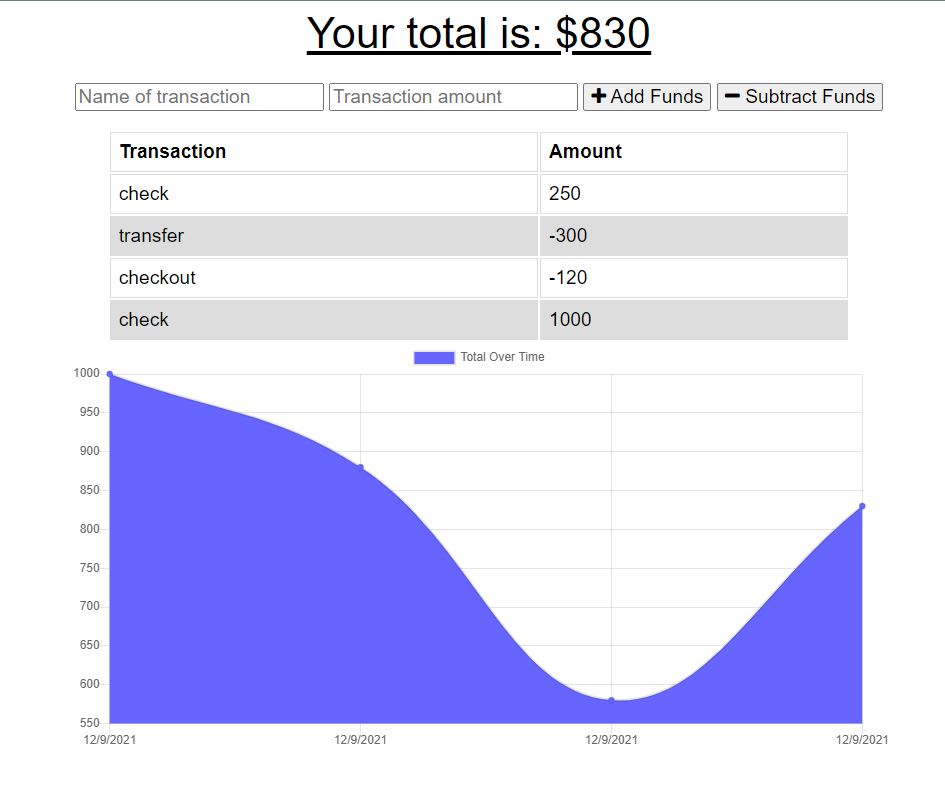 Your total is: $830
Name of transaction Transaction amount + Add Funds − Subtract Funds
Transaction Amount
check 250
transfer -300
checkout -120
check 1000
Total Over Time
1000
950
900
850
800
750
700
650
600
550
12/9/2021 12/9/2021 12/9/2021 12/9/2021